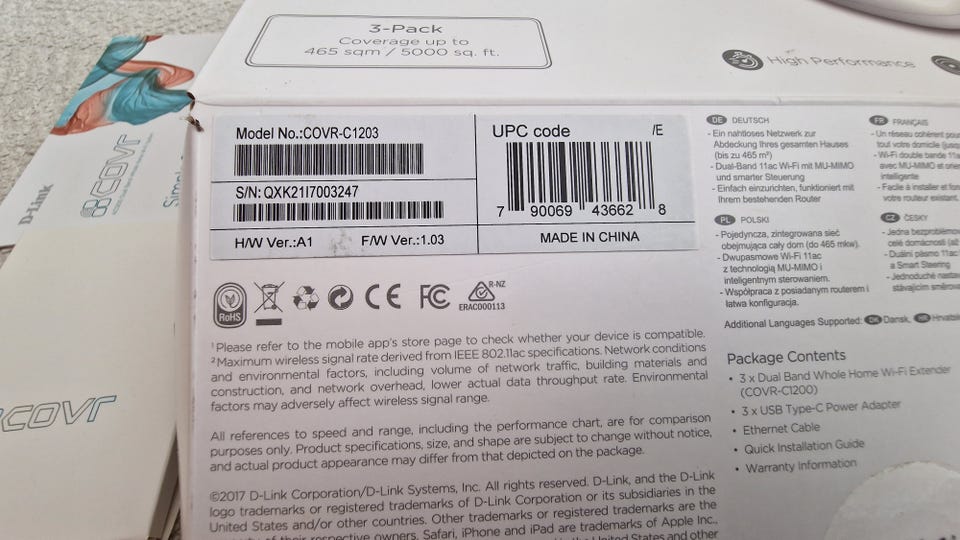 3-Pack
Coverage up to
465 sqm / 5000 sq. ft.
High Performance
D-Link
COVR
COVR
Model No.:COVR-C1203
S/N: QXK21I7003247
H/W Ver.:A1 F/W Ver.:1.03
UPC code /E
7 90069 43662 8
MADE IN CHINA
RoHS
CE
FC
R-NZ
ERAC000113
DE DEUTSCH
- Ein nahtloses Netzwerk zur
Abdeckung Ihres gesamten Hauses
(bis zu 465 m²)
- Dual-Band 11ac Wi-Fi mit MU-MIMO
und smarter Steuerung
- Einfach einzurichten, funktioniert mit
Ihrem bestehenden Router
FR FRANÇAIS
- Un réseau cohérent pour
tout votre domicile
- Wi-Fi double bande 11ac
avec MU-MIMO et
intelligente
- Facile à installer et
votre routeur existant.
PL POLSKI
- Pojedyncza, zintegrowana sieć
obejmująca cały dom (do 465 mkw).
- Dwupasmowe Wi-Fi 11ac
z technologią MU-MIMO i
inteligentnym sterowaniem.
- Współpraca z posiadanym routerem i
łatwa konfiguracja.
CZ ČESKY
- Jedna
celé domácnosti
- Duální pásmo 11ac
a Smart Steering
- Jednoduché
stávajícím
Additional Languages Supported: DK Dansk, HR
¹ Please refer to the mobile app's store page to check whether your device is compatible.
² Maximum wireless signal rate derived from IEEE 802.11ac specifications. Network conditions
and environmental factors, including volume of network traffic, building materials and
construction, and network overhead, lower actual data throughput rate. Environmental
factors may adversely affect wireless signal range.
All references to speed and range, including the performance chart, are for comparison
purposes only. Product specifications, size, and shape are subject to change without notice,
and actual product appearance may differ from that depicted on the package.
©2017 D-Link Corporation/D-Link Systems, Inc. All rights reserved. D-Link, and the D-Link
logo trademarks or registered trademarks of D-Link Corporation or its subsidiaries in the
United States and/or other countries. Other trademarks or registered trademarks are the
of their respective owners. Safari, iPhone and iPad are trademarks of Apple Inc.,
United States and other
Package Contents
• 3 x Dual Band Whole Home Wi-Fi Extender
(COVR-C1200)
• 3 x USB Type-C Power Adapter
• Ethernet Cable
• Quick Installation Guide
• Warranty Information